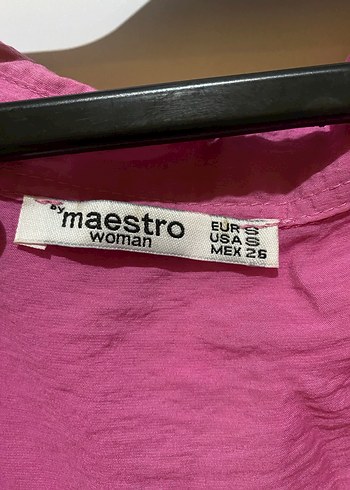 BY
maestro
woman
EUR S
USA S
MEX 26